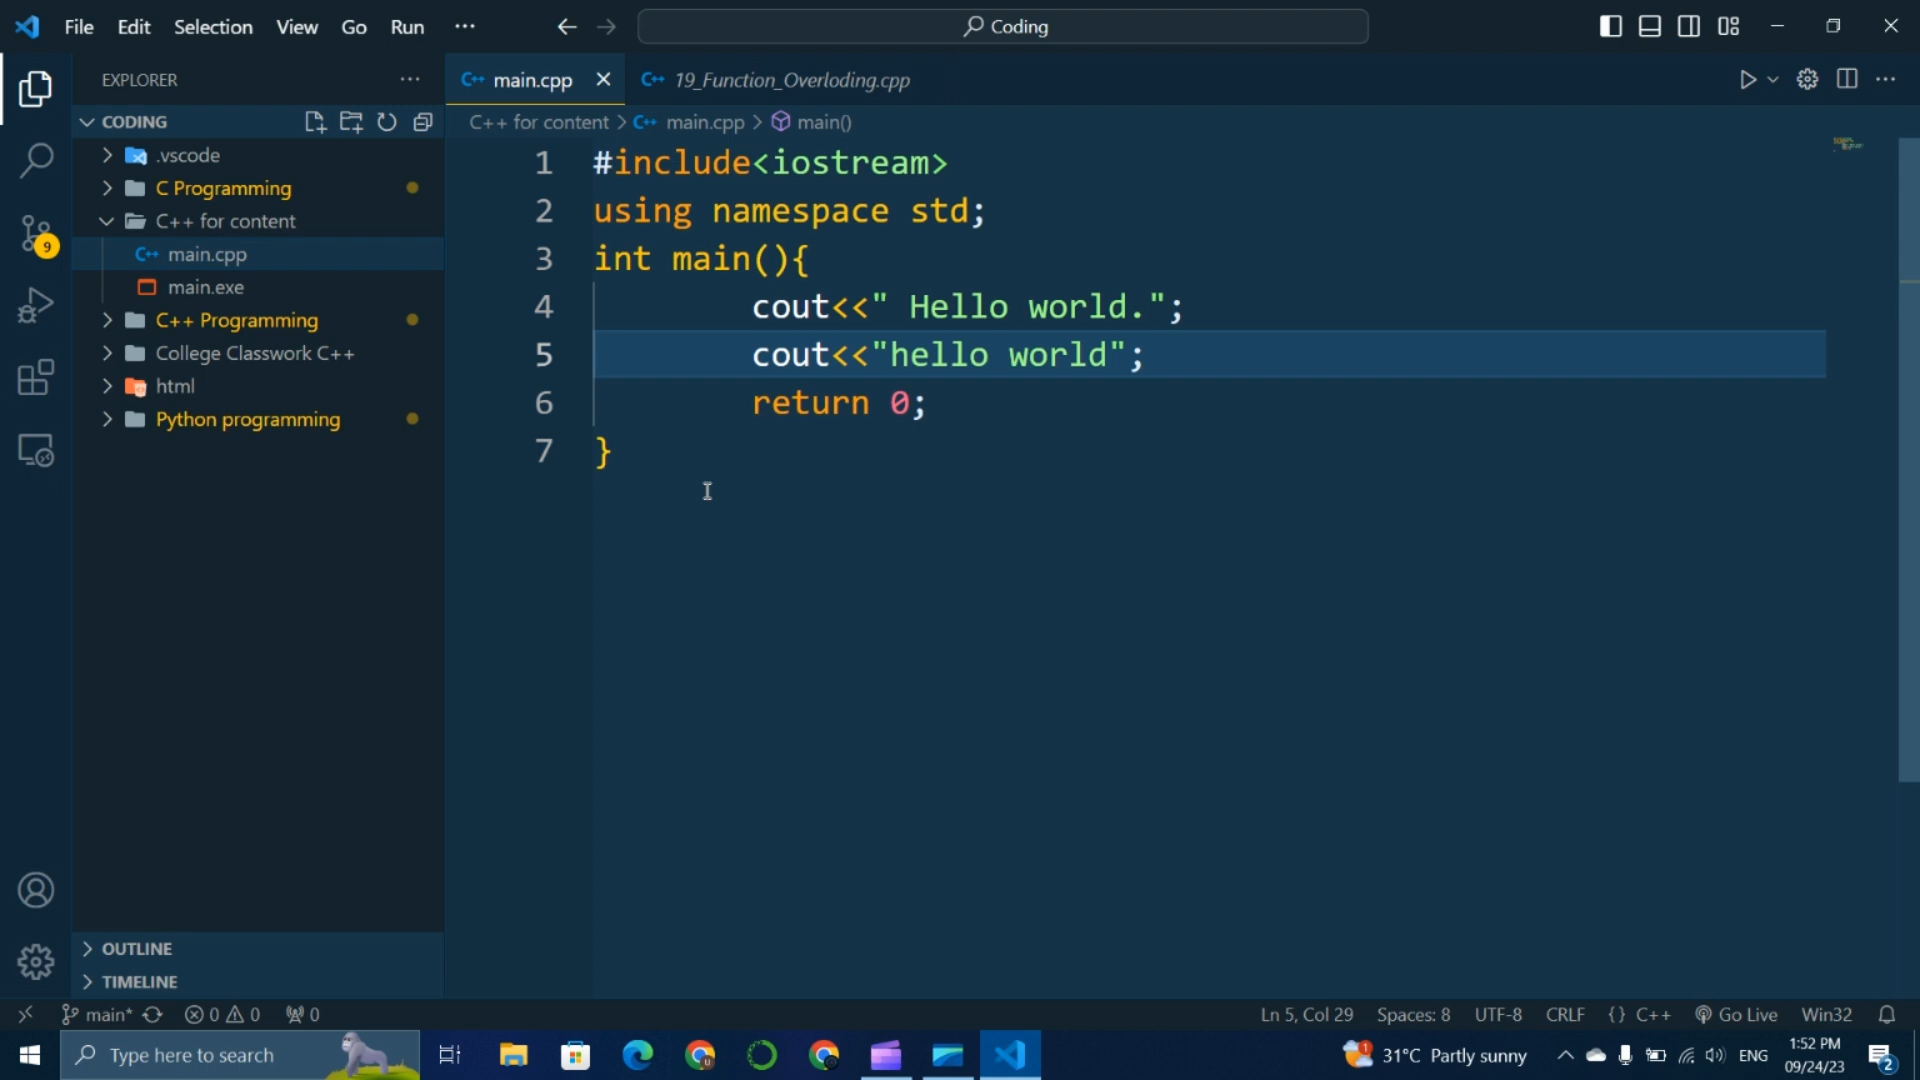 File Edit Selection View Go Run ··· Coding
EXPLORER ···
main.cpp
19_Function_Overloding.cpp
CODING
C++ for content > main.cpp > main()
.vscode
C Programming
C++ for content
main.cpp
main.exe
C++ Programming
College Classwork C++
html
Python programming
1 #include<iostream>
2 using namespace std;
3 int main(){
4 cout<<" Hello world.";
5 cout<<"hello world";
6 return 0;
7 }
9
OUTLINE
TIMELINE
main* 0 0 0 Ln 5, Col 29 Spaces: 8 UTF-8 CRLF {} C++ Go Live Win32
Type here to search
1 31°C Partly sunny ENG 1:52 PM
09/24/23
2